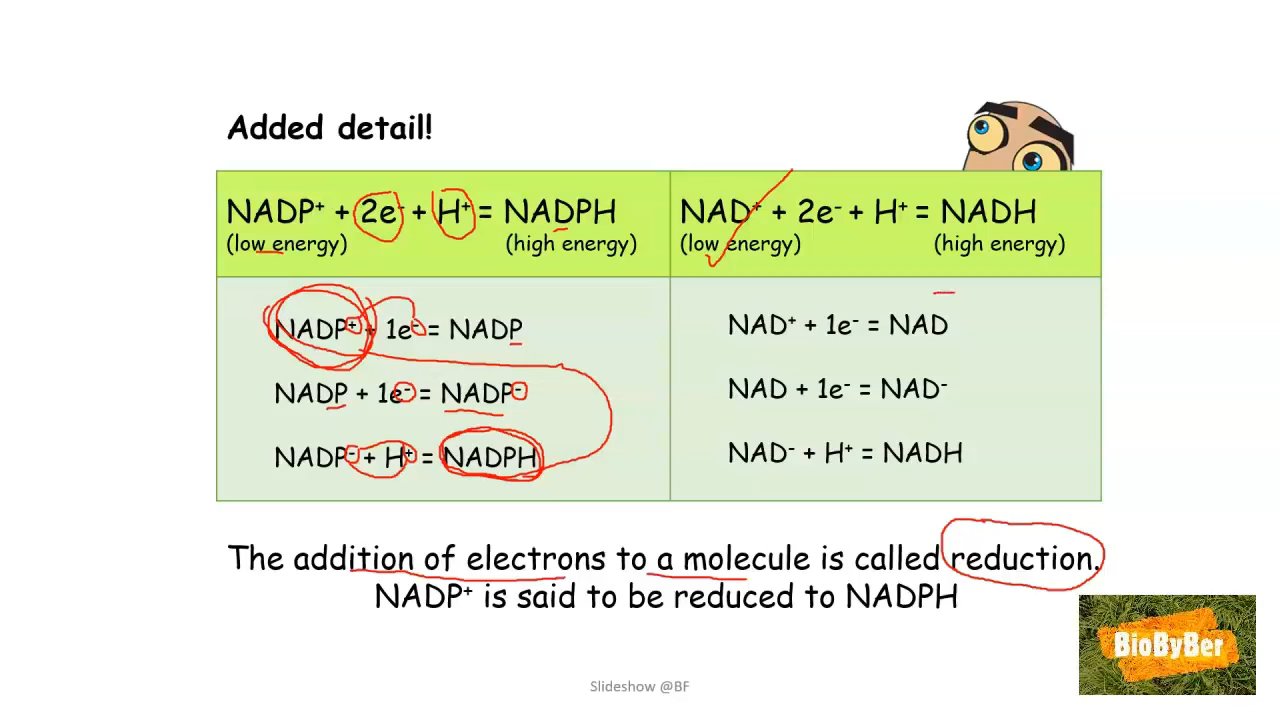 Added detail!
NADP⁺ + 2e⁻ + H⁺ = NADPH
(low energy) (high energy)
NAD⁺ + 2e⁻ + H⁺ = NADH
(low energy) (high energy)
NADP⁺ + 1e⁻ = NADP
NADP + 1e⁻ = NADP⁻
NADP⁻ + H⁺ = NADPH
NAD⁺ + 1e⁻ = NAD
NAD + 1e⁻ = NAD⁻
NAD⁻ + H⁺ = NADH
The addition of electrons to a molecule is called reduction.
NADP⁺ is said to be reduced to NADPH
BioByBer
Slideshow @BF